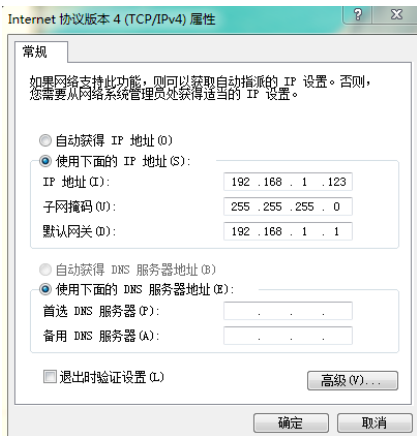 Internet 协议版本 4 (TCP/IPv4) 属性
常规
如果网络支持此功能，则可以获取自动指派的 IP 设置。否则，
您需要从网络系统管理员处获得适当的 IP 设置。
自动获得 IP 地址(O)
使用下面的 IP 地址(S):
IP 地址(I): 192 .168 . 1 .123
子网掩码(U): 255 .255 .255 . 0
默认网关(D): 192 .168 . 1 . 1
自动获得 DNS 服务器地址(B)
使用下面的 DNS 服务器地址(E):
首选 DNS 服务器(P): . . .
备用 DNS 服务器(A): . . .
退出时验证设置(L)
高级(V)...
确定 取消